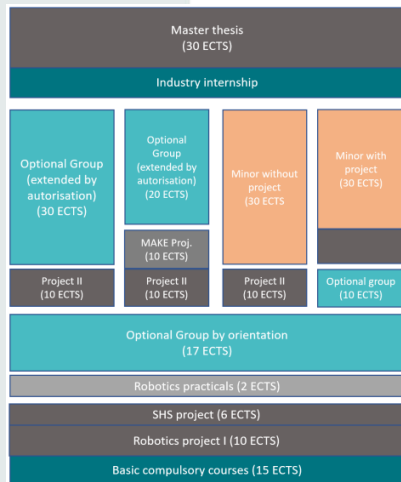 Master thesis
(30 ECTS)
Industry internship
Optional Group
(extended by
autorisation)
(30 ECTS)
Optional
Group
(extended by
autorisation)
(20 ECTS)
Minor without
project
(30 ECTS
Minor with
project
(30 ECTS)
MAKE Proj.
(10 ECTS)
Project II
(10 ECTS)
Project II
(10 ECTS)
Project II
(10 ECTS)
Optional group
(10 ECTS)
Optional Group by orientation
(17 ECTS)
Robotics practicals (2 ECTS)
SHS project (6 ECTS)
Robotics project I (10 ECTS)
Basic compulsory courses (15 ECTS)